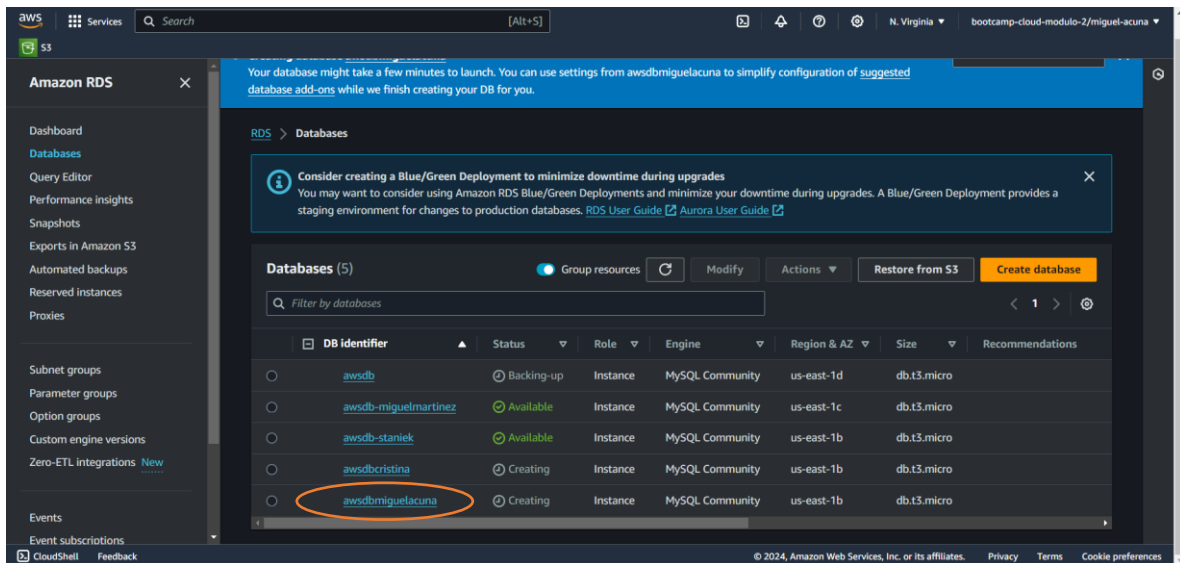 aws Services Search [Alt+S] N. Virginia ▼ bootcamp-cloud-modulo-2/miguel-acuna ▼
S3
Amazon RDS
Your database might take a few minutes to launch. You can use settings from awsdbmiguelacuna to simplify configuration of suggested
database add-ons while we finish creating your DB for you.
Dashboard
Databases
Query Editor
Performance insights
Snapshots
Exports in Amazon S3
Automated backups
Reserved instances
Proxies
Subnet groups
Parameter groups
Option groups
Custom engine versions
Zero-ETL integrations New
Events
Event subscriptions
RDS > Databases
Consider creating a Blue/Green Deployment to minimize downtime during upgrades
You may want to consider using Amazon RDS Blue/Green Deployments and minimize your downtime during upgrades. A Blue/Green Deployment provides a
staging environment for changes to production databases. RDS User Guide Aurora User Guide
Databases (5) Group resources Modify Actions ▼ Restore from S3 Create database
Filter by databases < 1 >
DB identifier Status Role Engine Region & AZ Size Recommendations
awsdb Backing-up Instance MySQL Community us-east-1d db.t3.micro
awsdb-miguelmartinez Available Instance MySQL Community us-east-1c db.t3.micro
awsdb-staniek Available Instance MySQL Community us-east-1b db.t3.micro
awsdbcristina Creating Instance MySQL Community us-east-1b db.t3.micro
awsdbmiguelacuna Creating Instance MySQL Community us-east-1b db.t3.micro
CloudShell Feedback © 2024, Amazon Web Services, Inc. or its affiliates. Privacy Terms Cookie preferences